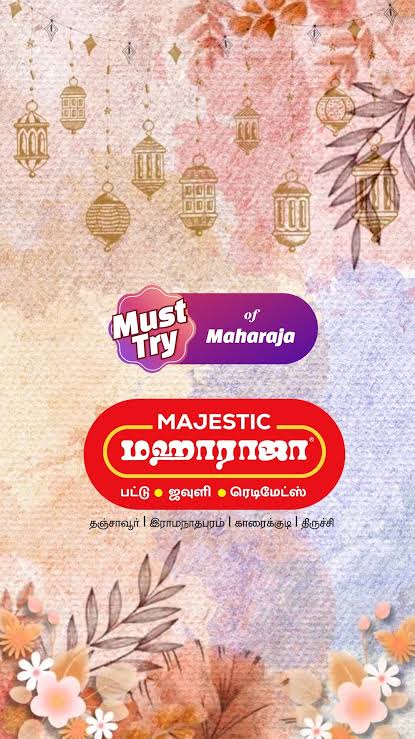 Must
Try
of
Maharaja
MAJESTIC
மஹாராஜா®
பட்டு • ஜவுளி • ரெடிமேட்ஸ்
தஞ்சாவூர் | இராமநாதபுரம் | காரைக்குடி | திருச்சி